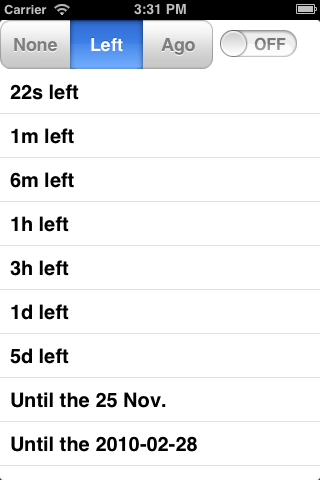 Carrier 3:31 PM
None Left Ago OFF
22s left
1m left
6m left
1h left
3h left
1d left
5d left
Until the 25 Nov.
Until the 2010-02-28